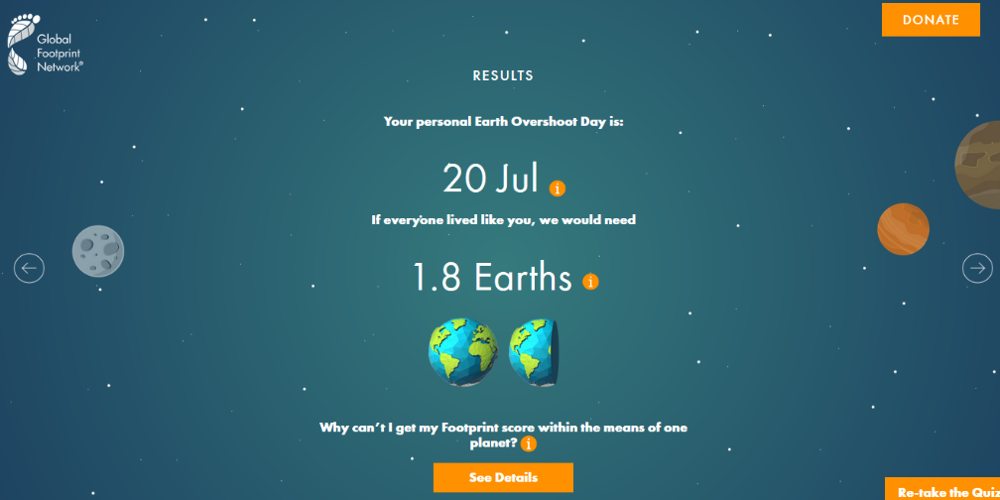 Global
Footprint
Network®
DONATE
RESULTS
Your personal Earth Overshoot Day is:
20 Jul i
If everyone lived like you, we would need
1.8 Earths i
Why can't I get my Footprint score within the means of one
planet? i
See Details
Re-take the Quiz